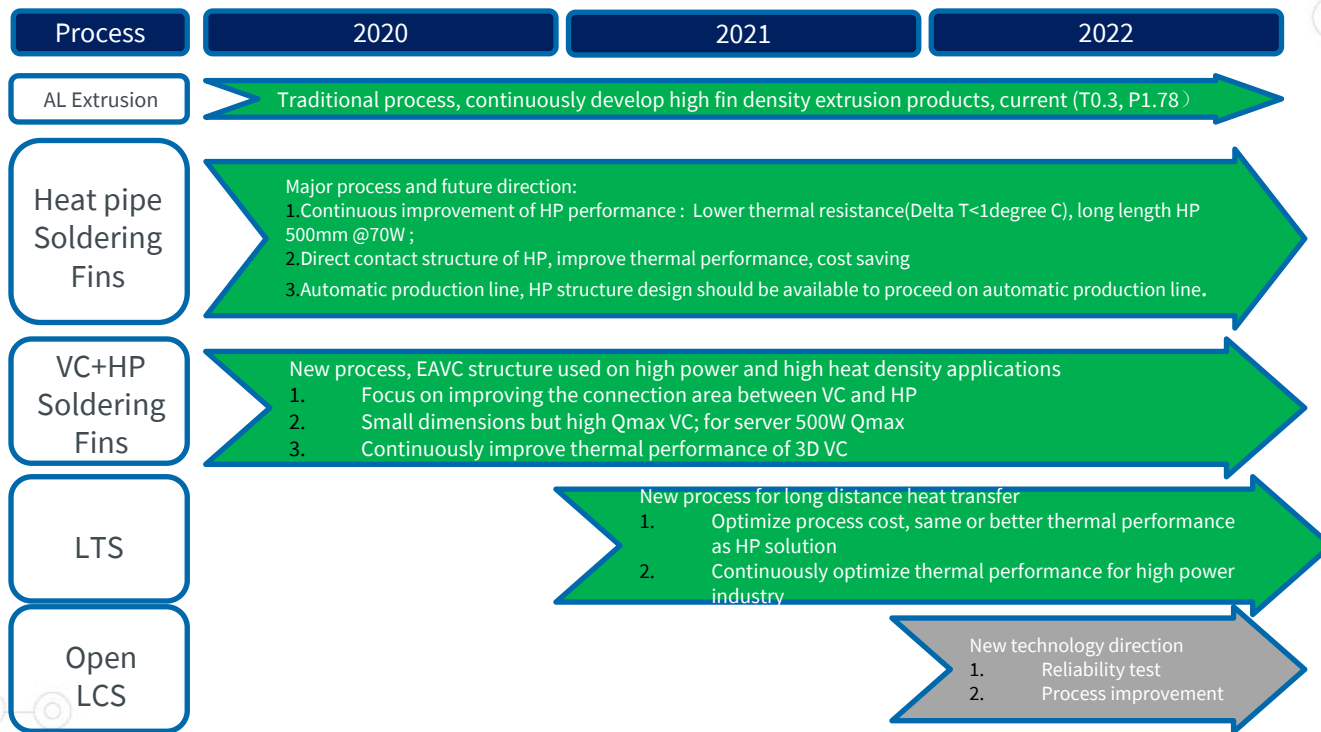 Process
2020
2021
2022
AL Extrusion
Traditional process, continuously develop high fin density extrusion products, current (T0.3, P1.78）
Heat pipe
Soldering
Fins
Major process and future direction:
1.Continuous improvement of HP performance : Lower thermal resistance(Delta T<1degree C), long length HP
500mm @70W ;
2.Direct contact structure of HP, improve thermal performance, cost saving
3.Automatic production line, HP structure design should be available to proceed on automatic production line.
VC+HP
Soldering
Fins
New process, EAVC structure used on high power and high heat density applications
1. Focus on improving the connection area between VC and HP
2. Small dimensions but high Qmax VC; for server 500W Qmax
3. Continuously improve thermal performance of 3D VC
LTS
New process for long distance heat transfer
1. Optimize process cost, same or better thermal performance
as HP solution
2. Continuously optimize thermal performance for high power
industry
Open
LCS
New technology direction
1. Reliability test
2. Process improvement